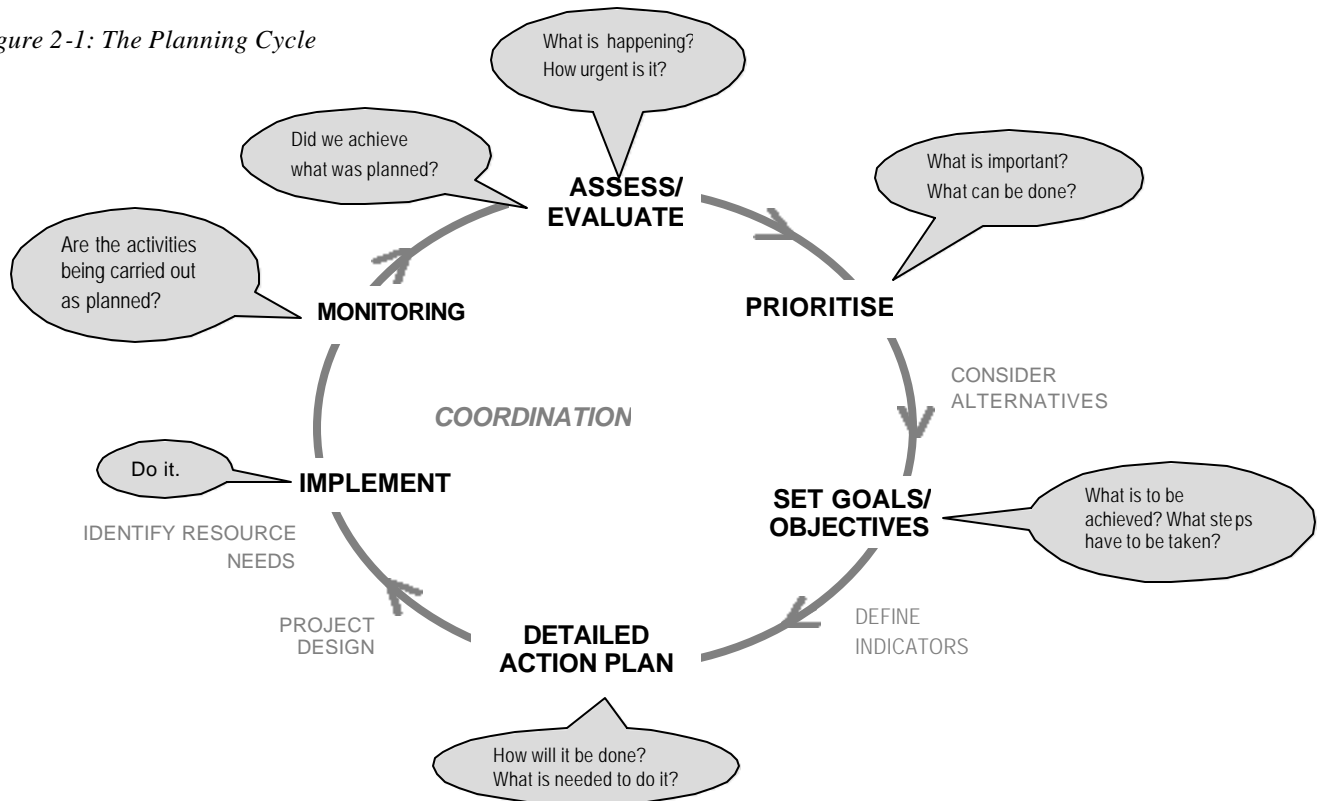 gure 2-1: The Planning Cycle
What is happening?
How urgent is it?
Did we achieve
what was planned?
ASSESS/
EVALUATE
What is important?
What can be done?
Are the activities
being carried out
as planned?
MONITORING
PRIORITISE
CONSIDER
ALTERNATIVES
COORDINATION
Do it.
IMPLEMENT
SET GOALS/
OBJECTIVES
What is to be
achieved? What steps
have to be taken?
IDENTIFY RESOURCE
NEEDS
PROJECT
DESIGN
DETAILED
ACTION PLAN
DEFINE
INDICATORS
How will it be done?
What is needed to do it?